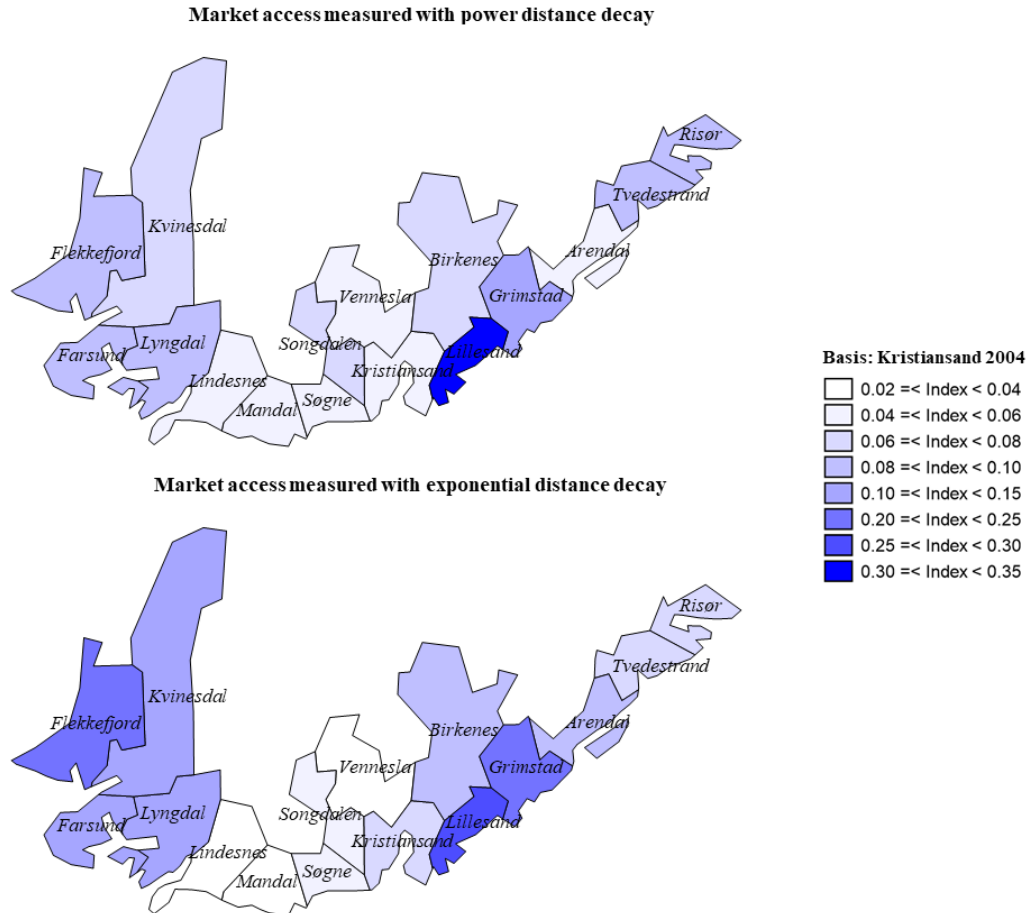 Market access measured with power distance decay
Risør
Tvedestrand
Kvinesdal
Arendal
Flekkefjord
Birkenes
Vennesla
Grimstad
Songdalen
Lillesand
Farsund
Lyngdal
Kristiansand
Lindesnes
Søgne
Mandal
Basis: Kristiansand 2004
0.02 =< Index < 0.04
0.04 =< Index < 0.06
0.06 =< Index < 0.08
0.08 =< Index < 0.10
0.10 =< Index < 0.15
0.20 =< Index < 0.25
0.25 =< Index < 0.30
0.30 =< Index < 0.35
Market access measured with exponential distance decay
Risør
Tvedestrand
Kvinesdal
Arendal
Flekkefjord
Birkenes
Vennesla
Grimstad
Songdalen
Lillesand
Farsund
Lyngdal
Kristiansand
Lindesnes
Søgne
Mandal